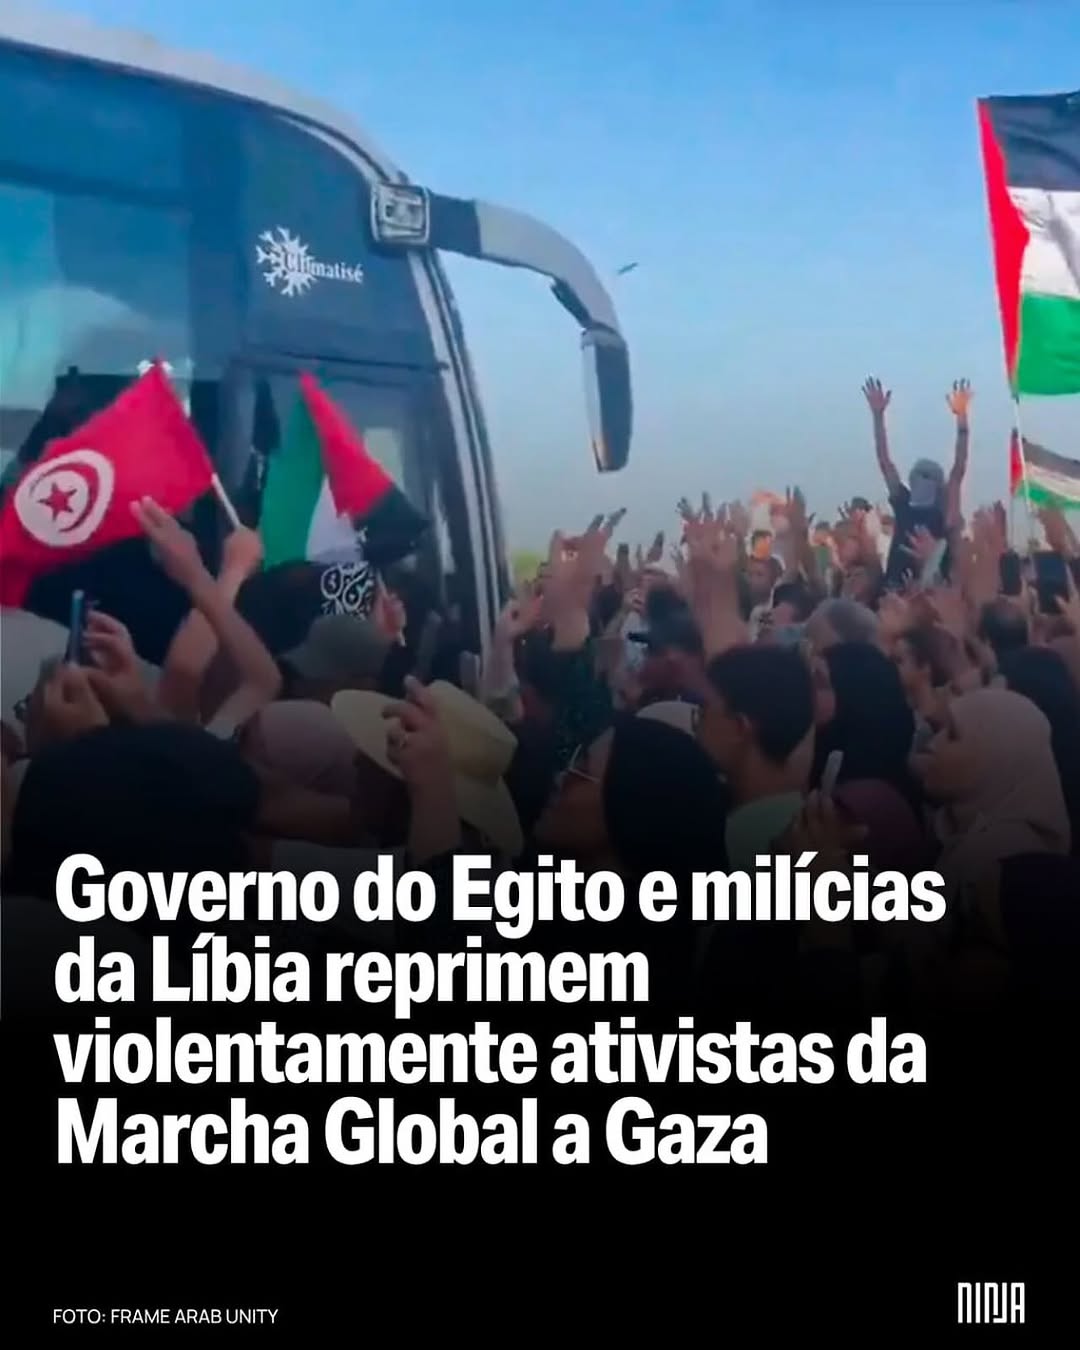 Climatisé
Governo do Egito e milícias
da Líbia reprimem
violentamente ativistas da
Marcha Global a Gaza
FOTO: FRAME ARAB UNITY
NINJA